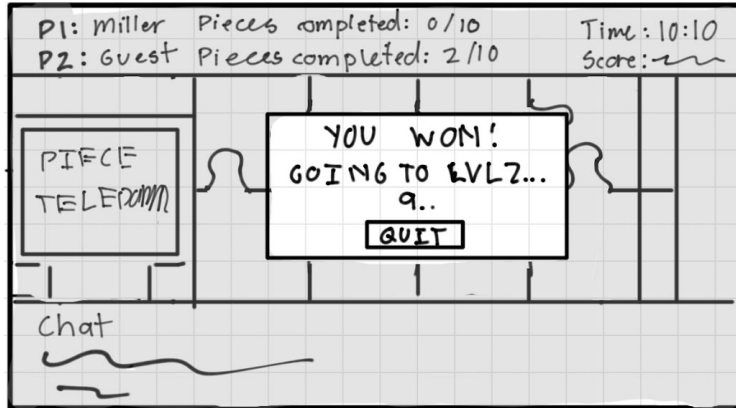 P1: Miller Pieces completed: 0/10 Time: 10:10
P2: Guest Pieces completed: 2/10 Score:
YOU WON!
GOING TO LVL2...
9..
QUIT
PIECE
Chat